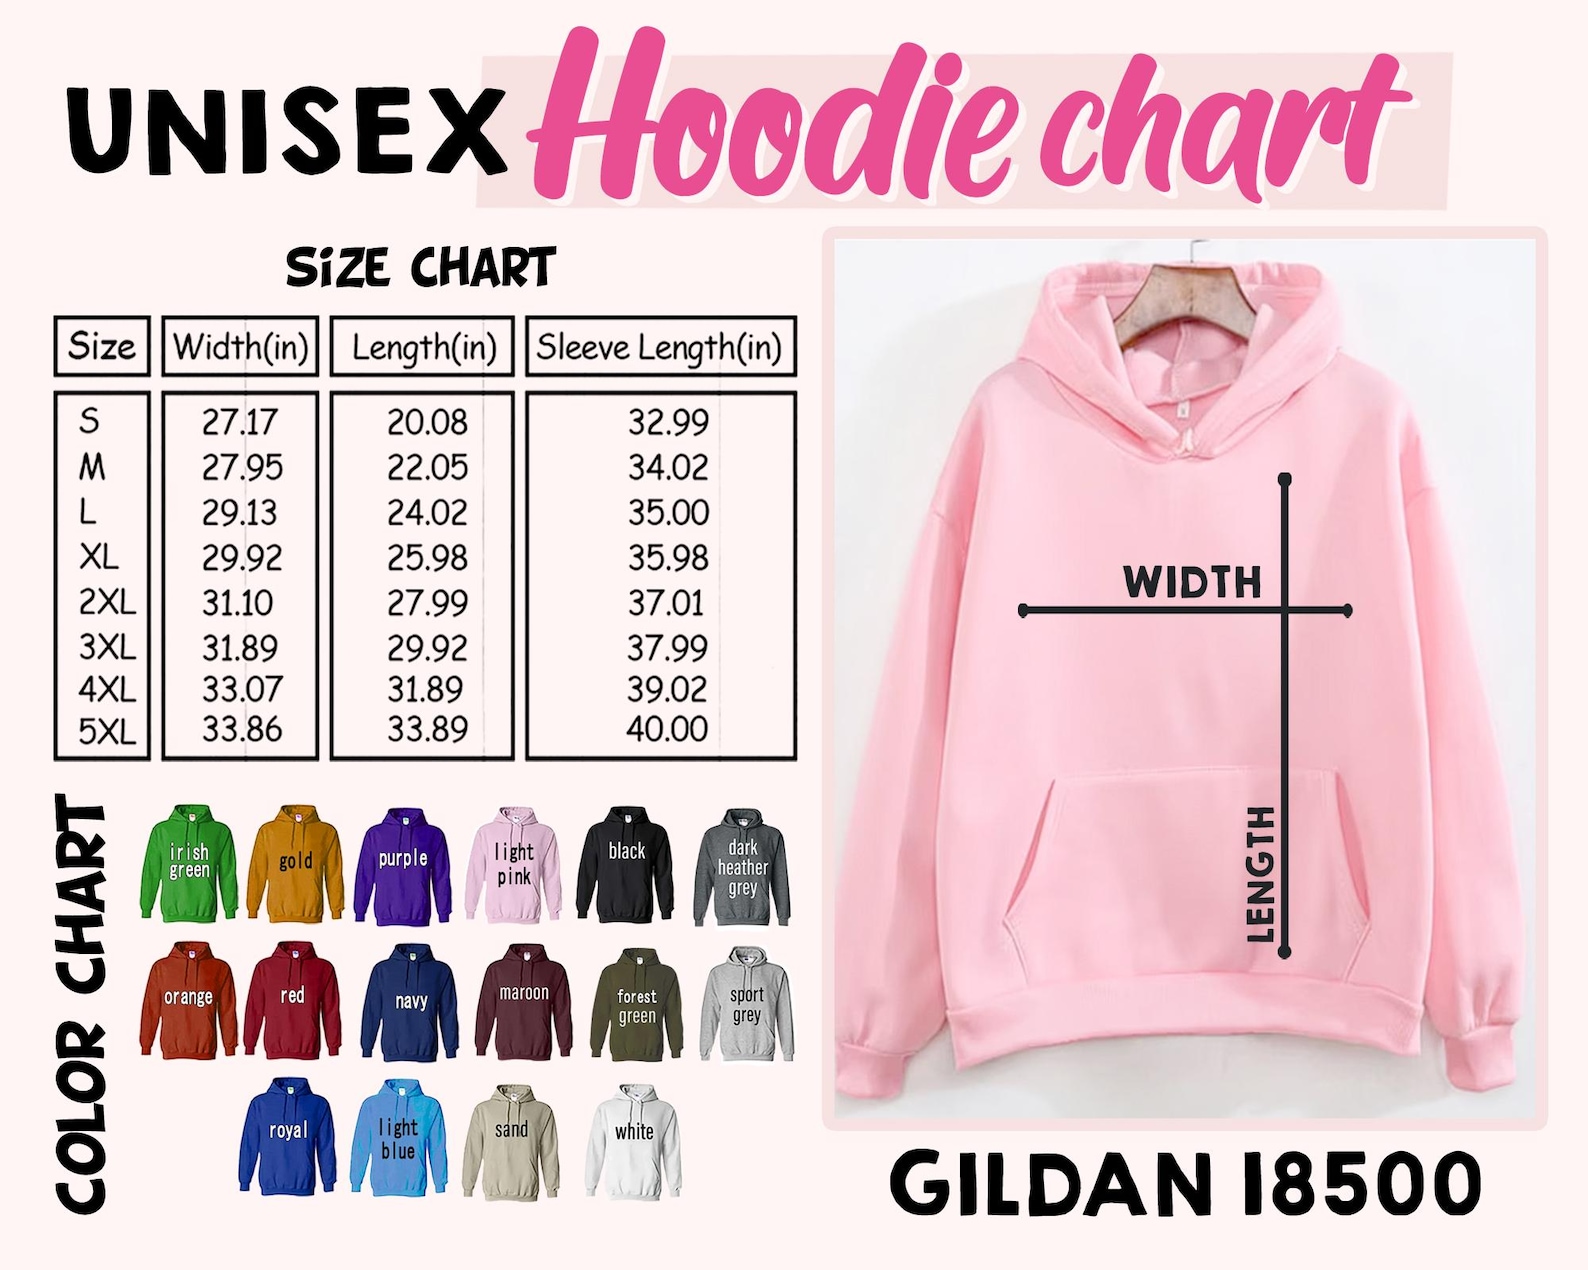 UNISEX Hoodie chart
SiZE CHART
Size Width(in) Length(in) Sleeve Length(in)
S 27.17 20.08 32.99
M 27.95 22.05 34.02
L 29.13 24.02 35.00
XL 29.92 25.98 35.98
2XL 31.10 27.99 37.01
3XL 31.89 29.92 37.99
4XL 33.07 31.89 39.02
5XL 33.86 33.89 40.00
WIDTH
LENGTH
COLOR CHART
irish
green
gold
purple
light
pink
black
dark
heather
grey
orange
red
navy
maroon
forest
green
sport
grey
royal
light
blue
sand
white
GILDAN 18500